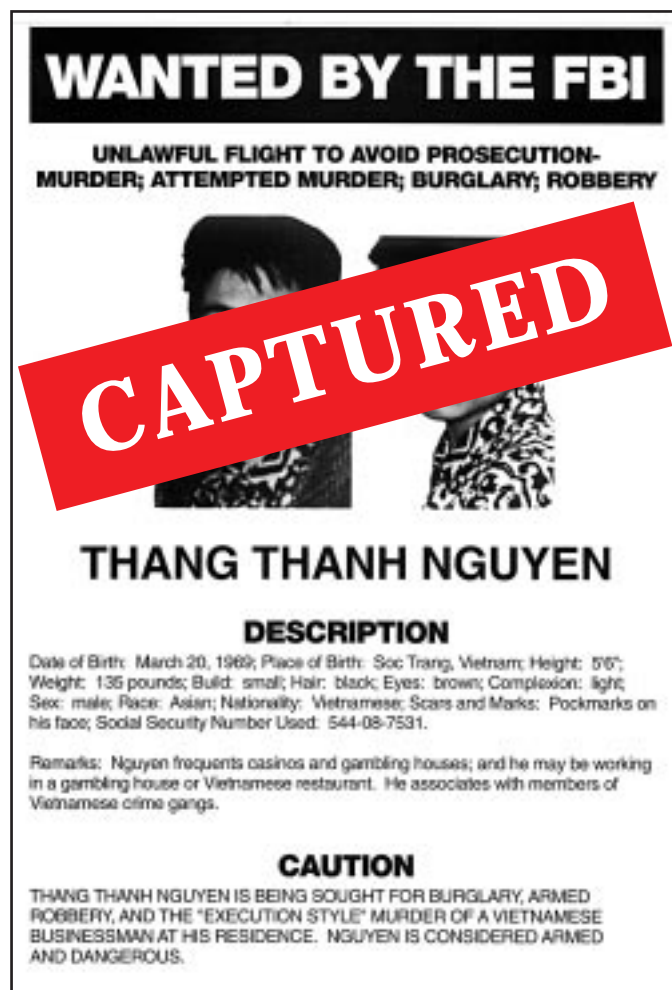 WANTED BY THE FBI
UNLAWFUL FLIGHT TO AVOID PROSECUTION-
MURDER; ATTEMPTED MURDER; BURGLARY; ROBBERY
CAPTURED
THANG THANH NGUYEN
DESCRIPTION
Date of Birth: March 20, 1969; Place of Birth: Soc Trang, Vietnam; Height: 5'6";
Weight: 135 pounds; Build: small; Hair: black; Eyes: brown; Complexion: light;
Sex: male; Race: Asian; Nationality: Vietnamese; Scars and Marks: Pockmarks on
his face; Social Security Number Used: 544-08-7531.
Remarks: Nguyen frequents casinos and gambling houses; and he may be working
in a gambling house or Vietnamese restaurant. He associates with members of
Vietnamese crime gangs.
CAUTION
THANG THANH NGUYEN IS BEING SOUGHT FOR BURGLARY, ARMED
ROBBERY, AND THE "EXECUTION STYLE" MURDER OF A VIETNAMESE
BUSINESSMAN AT HIS RESIDENCE. NGUYEN IS CONSIDERED ARMED
AND DANGEROUS.